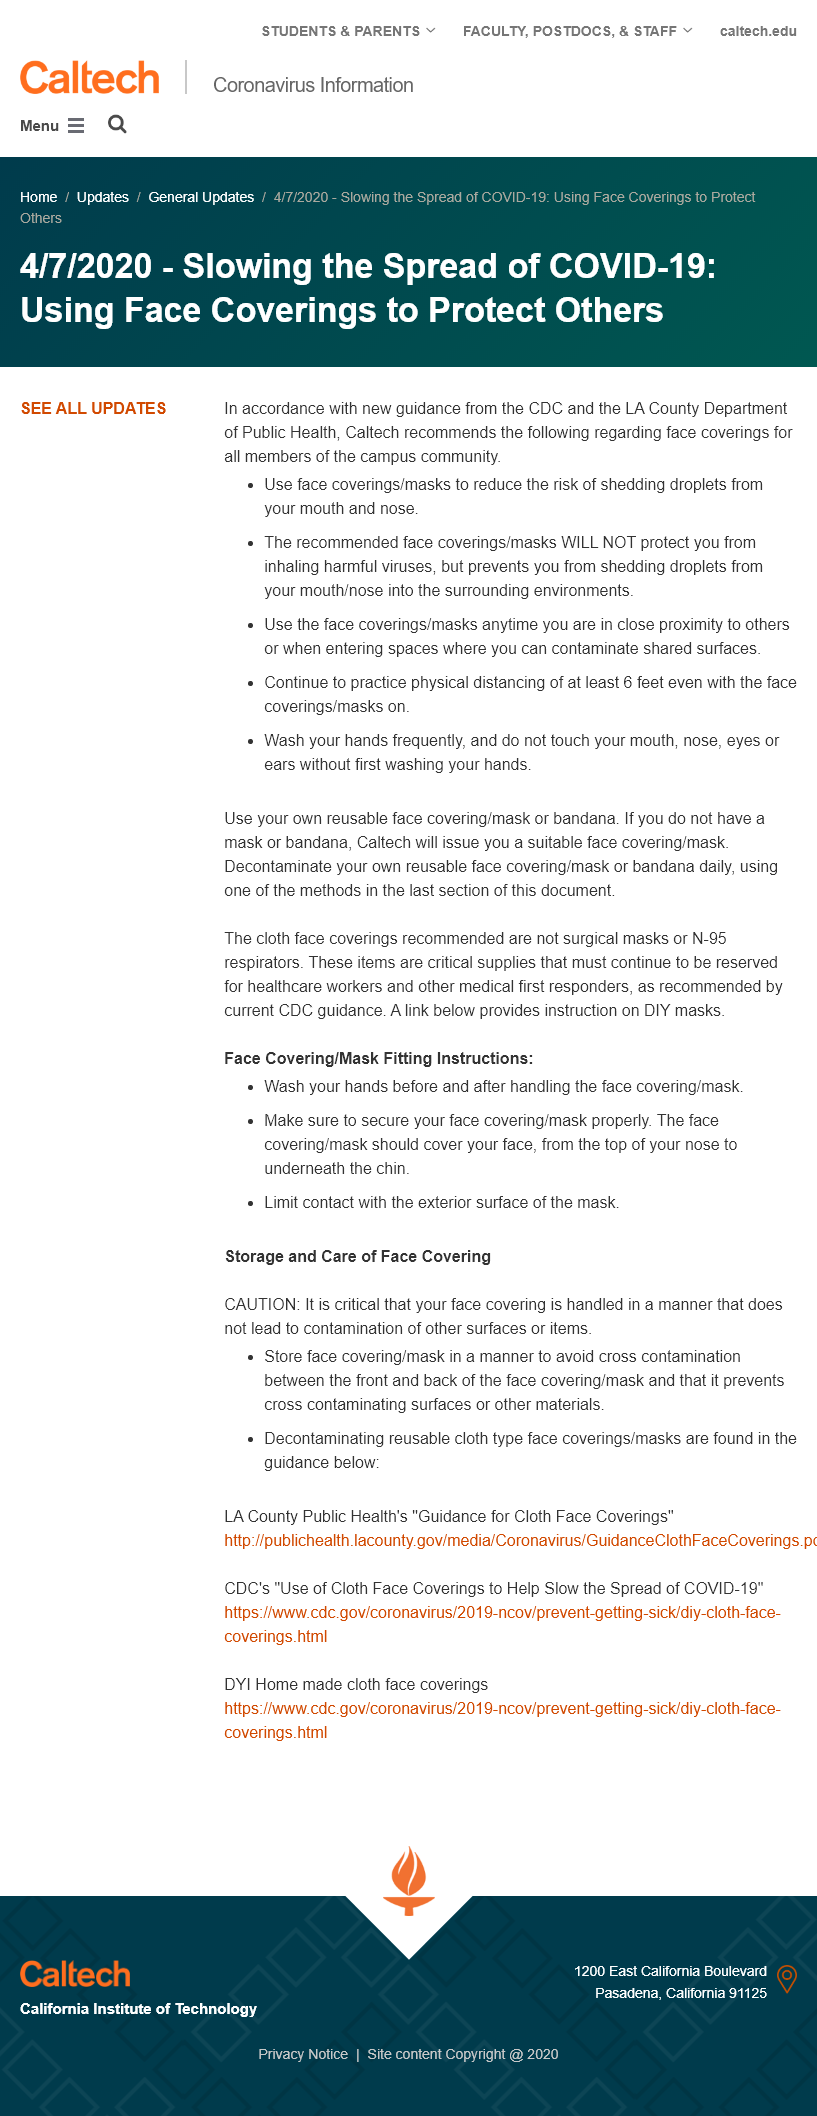 STUDENTS & PARENTS
FACULTY, POSTDOCS, & STAFF
caltech.edu
Caltech
Coronavirus Information
Menu
Home / Updates / General Updates / 4/7/2020 - Slowing the Spread of COVID-19: Using Face Coverings to Protect
Others
4/7/2020 - Slowing the Spread of COVID-19:
Using Face Coverings to Protect Others
SEE ALL UPDATES
In accordance with new guidance from the CDC and the LA County Department
of Public Health, Caltech recommends the following regarding face coverings for
all members of the campus community.
• Use face coverings/masks to reduce the risk of shedding droplets from
your mouth and nose.
• The recommended face coverings/masks WILL NOT protect you from
inhaling harmful viruses, but prevents you from shedding droplets from
your mouth/nose into the surrounding environments.
• Use the face coverings/masks anytime you are in close proximity to others
or when entering spaces where you can contaminate shared surfaces.
• Continue to practice physical distancing of at least 6 feet even with the face
coverings/masks on.
• Wash your hands frequently, and do not touch your mouth, nose, eyes or
ears without first washing your hands.
Use your own reusable face covering/mask or bandana. If you do not have a
mask or bandana, Caltech will issue you a suitable face covering/mask.
Decontaminate your own reusable face covering/mask or bandana daily, using
one of the methods in the last section of this document.
The cloth face coverings recommended are not surgical masks or N-95
respirators. These items are critical supplies that must continue to be reserved
for healthcare workers and other medical first responders, as recommended by
current CDC guidance. A link below provides instruction on DIY masks.
Face Covering/Mask Fitting Instructions:
• Wash your hands before and after handling the face covering/mask.
• Make sure to secure your face covering/mask properly. The face
covering/mask should cover your face, from the top of your nose to
underneath the chin.
• Limit contact with the exterior surface of the mask.
Storage and Care of Face Covering
CAUTION: It is critical that your face covering is handled in a manner that does
not lead to contamination of other surfaces or items.
• Store face covering/mask in a manner to avoid cross contamination
between the front and back of the face covering/mask and that it prevents
cross contaminating surfaces or other materials.
• Decontaminating reusable cloth type face coverings/masks are found in the
guidance below:
LA County Public Health's "Guidance for Cloth Face Coverings"
http://publichealth.lacounty.gov/media/Coronavirus/GuidanceClothFaceCoverings.p
CDC's "Use of Cloth Face Coverings to Help Slow the Spread of COVID-19"
https://www.cdc.gov/coronavirus/2019-ncov/prevent-getting-sick/diy-cloth-face-
coverings.html
DYI Home made cloth face coverings
https://www.cdc.gov/coronavirus/2019-ncov/prevent-getting-sick/diy-cloth-face-
coverings.html
Caltech
California Institute of Technology
1200 East California Boulevard
Pasadena, California 91125
Privacy Notice | Site content Copyright @ 2020